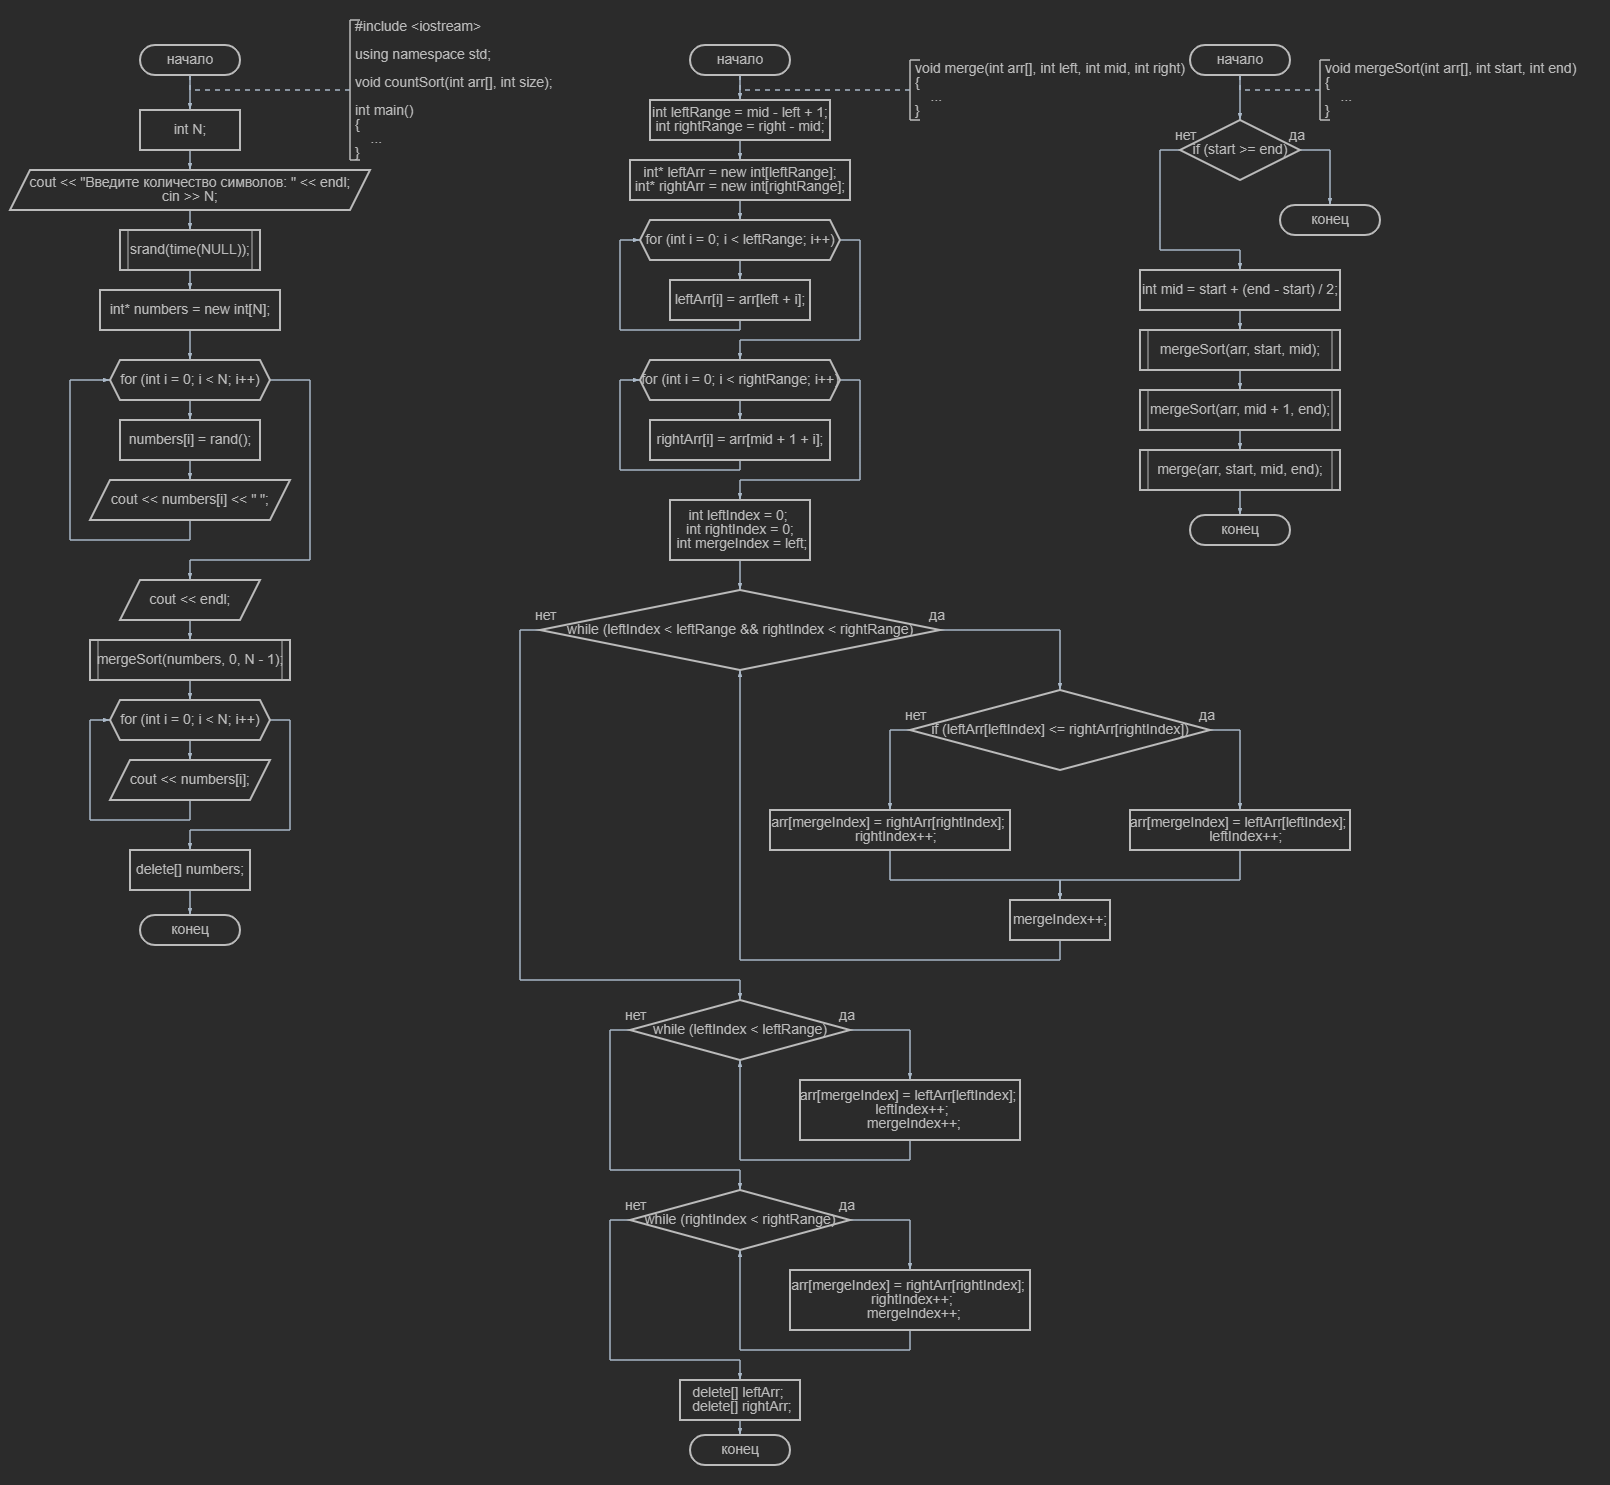 начало
#include <iostream>
using namespace std;
void countSort(int arr[], int size);
int main()
{
...
}
int N;
cout << "Введите количество символов: " << endl;
cin >> N;
srand(time(NULL));
int* numbers = new int[N];
for (int i = 0; i < N; i++)
numbers[i] = rand();
cout << numbers[i] << " ";
cout << endl;
mergeSort(numbers, 0, N - 1);
for (int i = 0; i < N; i++)
cout << numbers[i];
delete[] numbers;
конец
начало
void merge(int arr[], int left, int mid, int right)
{
...
}
int leftRange = mid - left + 1;
int rightRange = right - mid;
int* leftArr = new int[leftRange];
int* rightArr = new int[rightRange];
for (int i = 0; i < leftRange; i++)
leftArr[i] = arr[left + i];
for (int i = 0; i < rightRange; i++)
rightArr[i] = arr[mid + 1 + i];
int leftIndex = 0;
int rightIndex = 0;
int mergeIndex = left;
нет
да
while (leftIndex < leftRange && rightIndex < rightRange)
нет
да
if (leftArr[leftIndex] <= rightArr[rightIndex])
arr[mergeIndex] = rightArr[rightIndex];
rightIndex++;
arr[mergeIndex] = leftArr[leftIndex];
leftIndex++;
mergeIndex++;
нет
да
while (leftIndex < leftRange)
arr[mergeIndex] = leftArr[leftIndex];
leftIndex++;
mergeIndex++;
нет
да
while (rightIndex < rightRange)
arr[mergeIndex] = rightArr[rightIndex];
rightIndex++;
mergeIndex++;
delete[] leftArr;
delete[] rightArr;
конец
начало
void mergeSort(int arr[], int start, int end)
{
...
}
нет
да
if (start >= end)
конец
int mid = start + (end - start) / 2;
mergeSort(arr, start, mid);
mergeSort(arr, mid + 1, end);
merge(arr, start, mid, end);
конец